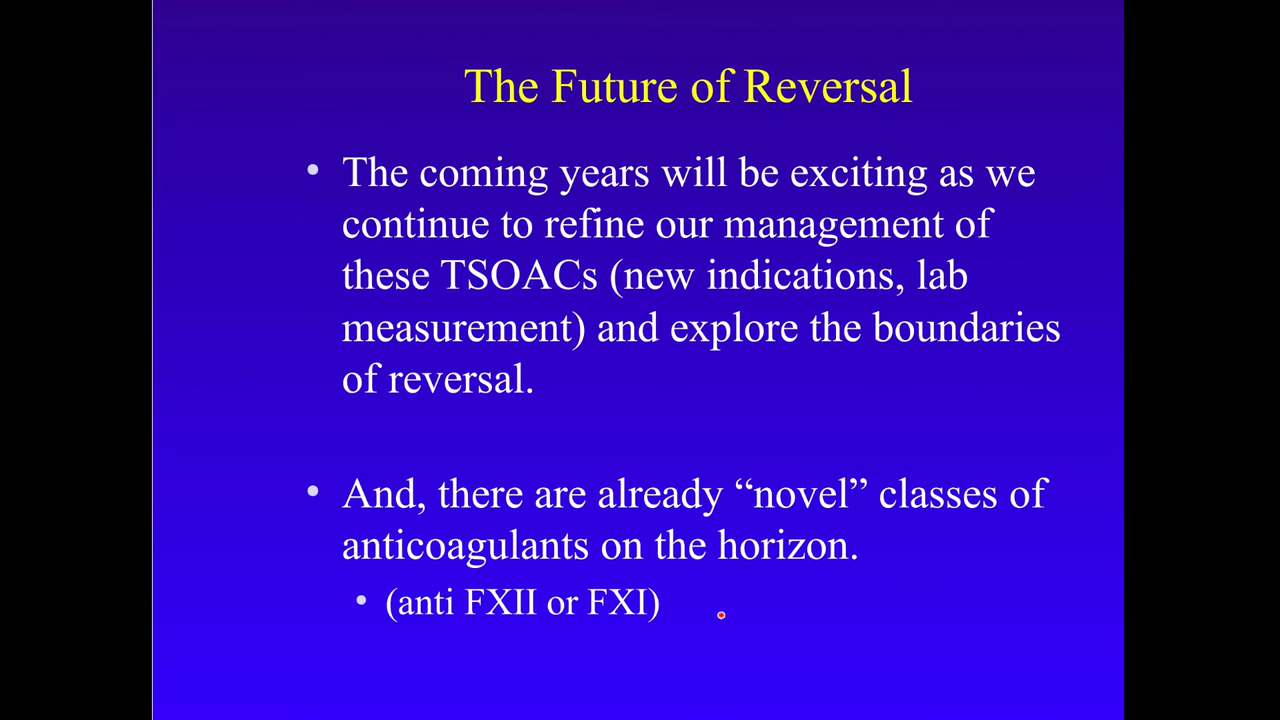 The Future of Reversal
• The coming years will be exciting as we
continue to refine our management of
these TSOACs (new indications, lab
measurement) and explore the boundaries
of reversal.
• And, there are already “novel” classes of
anticoagulants on the horizon.
• (anti FXII or FXI)